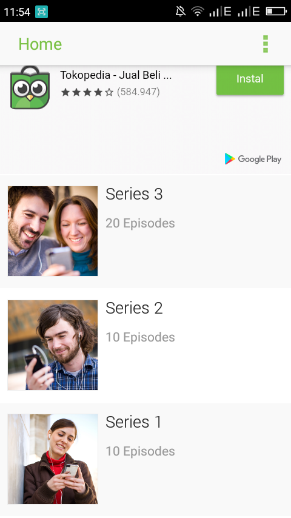 11:54
E E
Home
Tokopedia - Jual Beli ...
(584.947)
Instal
Google Play
Series 3
20 Episodes
Series 2
10 Episodes
Series 1
10 Episodes